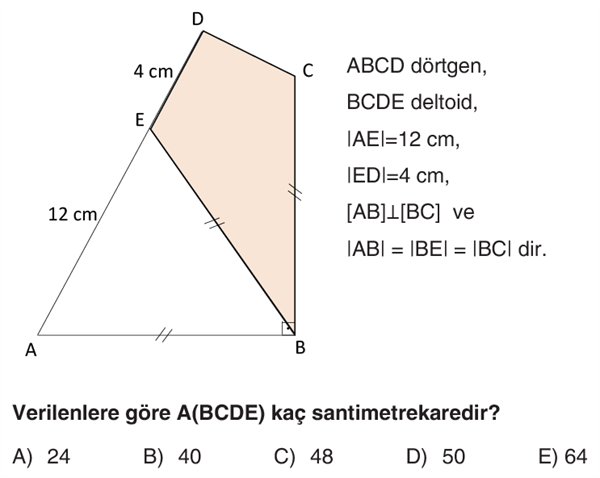 D
4 cm
C
E
12 cm
A
B
ABCD dörtgen,
BCDE deltoid,
|AE|=12 cm,
|ED|=4 cm,
[AB]⊥[BC] ve
|AB| = |BE| = |BC| dir.
Verilenlere göre A(BCDE) kaç santimetrekaredir?
A) 24 B) 40 C) 48 D) 50 E) 64